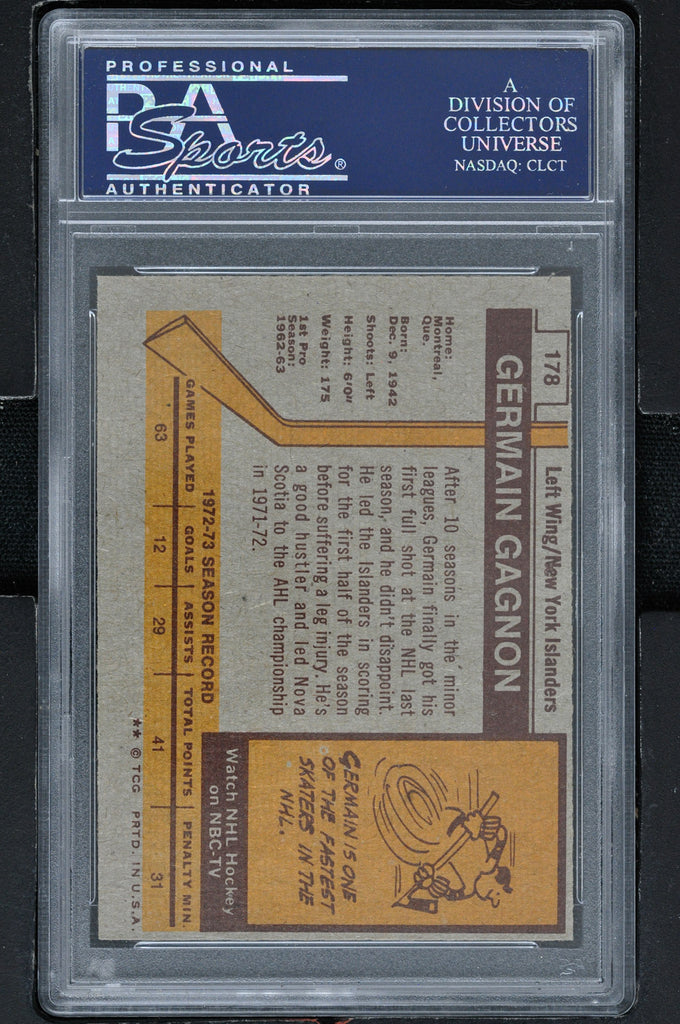 PROFESSIONAL
PSA
Sports®
AUTHENTICATOR
A
DIVISION OF
COLLECTORS
UNIVERSE
NASDAQ: CLCT
178
Left Wing/New York Islanders
GERMAIN GAGNON
Home:
Montreal,
Que.
Born:
Dec. 9, 1942
Shoots: Left
Height: 6'0"
Weight: 175
1st Pro
Season:
1962-63
After 10 seasons in the minor
leagues, Germain finally got his
first full shot at the NHL last
season, and he didn't disappoint.
He led the Islanders in scoring
for the first half of the season
before suffering a leg injury. He's
a good hustler and led Nova
Scotia to the AHL championship
in 1971-72.
GERMAIN IS ONE
OF THE FASTEST
SKATERS IN THE
NHL.
Watch NHL Hockey
on NBC-TV
1972-73 SEASON RECORD
GAMES PLAYED | GOALS | ASSISTS | TOTAL POINTS | PENALTY MIN.
63 12 29 41 31
** © TCG PRTD. IN U.S.A.